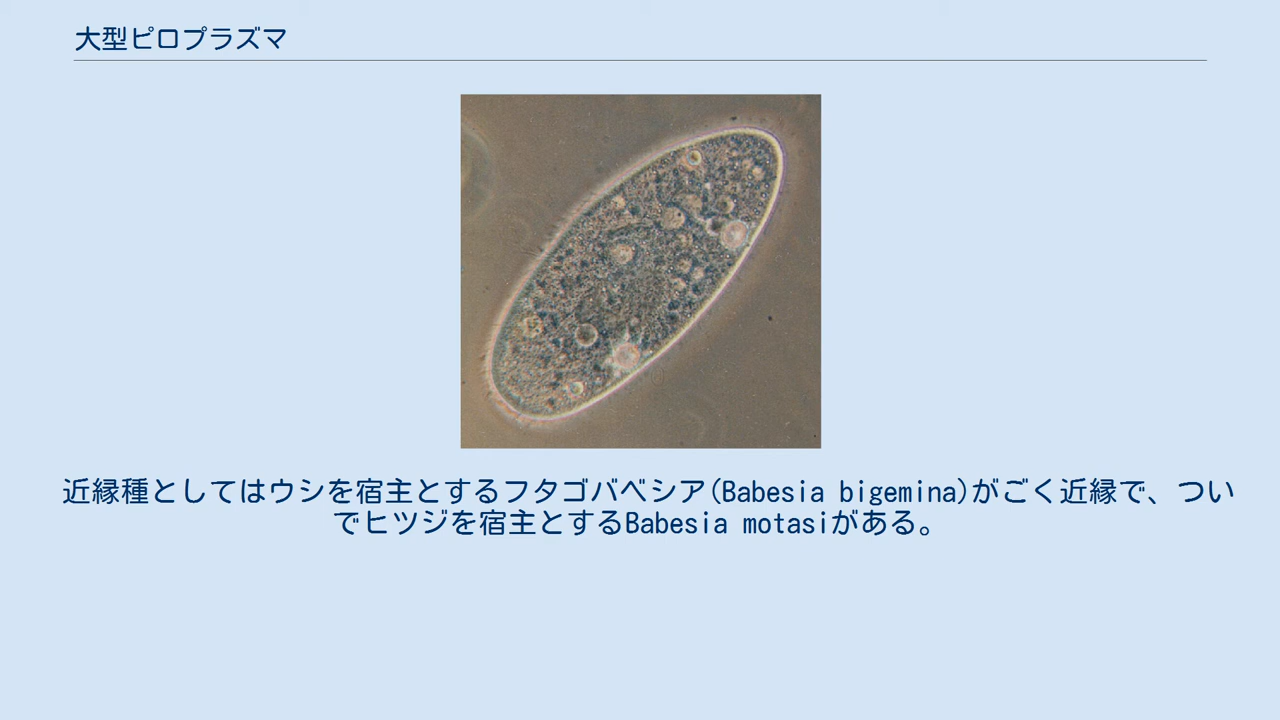 大型ピロプラズマ
近縁種としてはウシを宿主とするフタゴバベシア(Babesia bigemina)がごく近縁で、つい
でヒツジを宿主とするBabesia motasiがある。